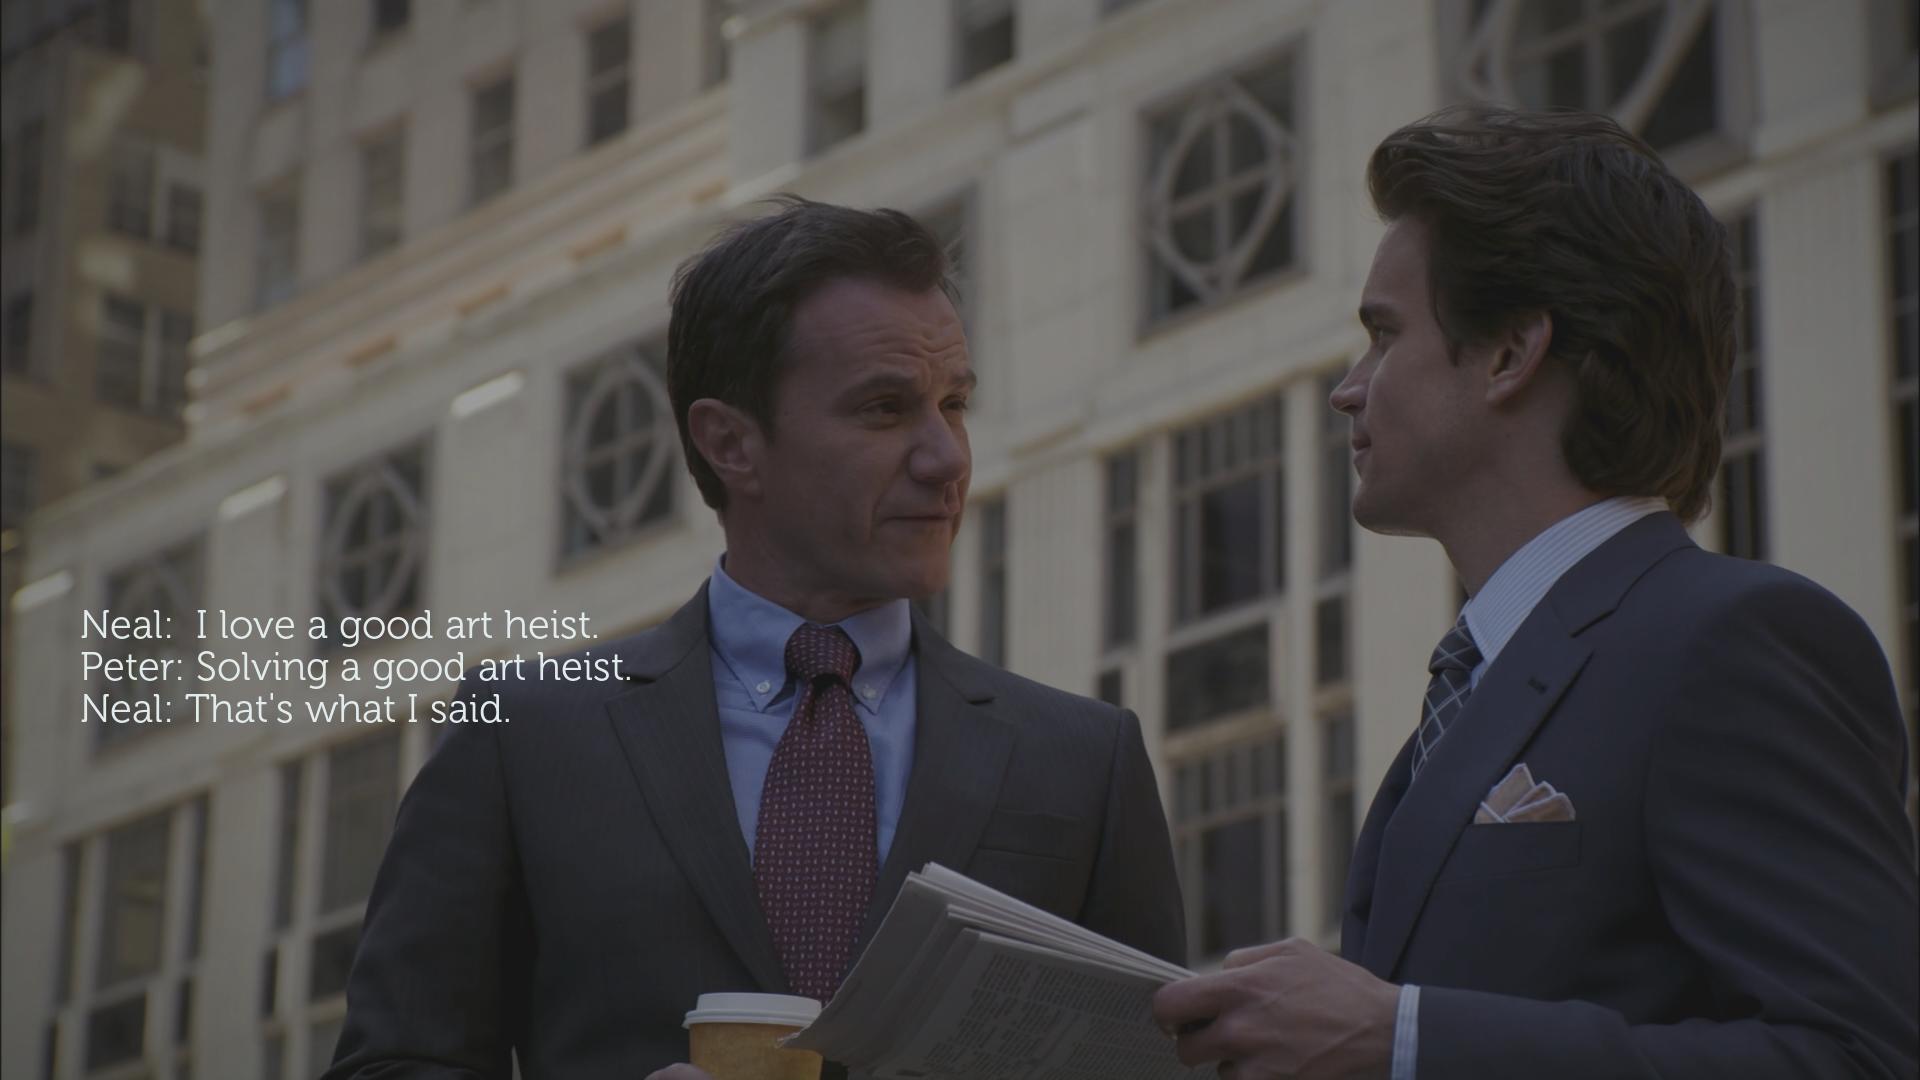 Neal:  I love a good art heist.
Peter: Solving a good art heist.
Neal: That's what I said.